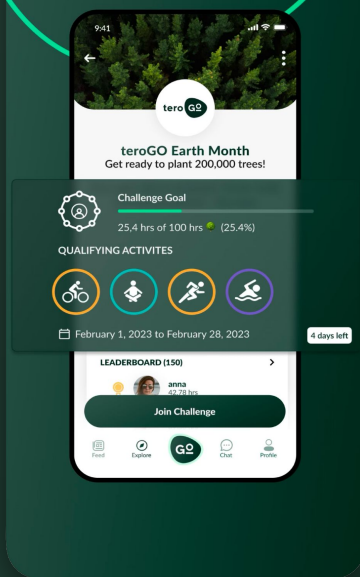 9:41
tero GO
teroGO Earth Month
Get ready to plant 200,000 trees!
Challenge Goal
25,4 hrs of 100 hrs (25.4%)
QUALIFYING ACTIVITES
February 1, 2023 to February 28, 2023
4 days left
LEADERBOARD (150)
anna
42.78 hrs
Join Challenge
Feed
Explore
GO
Chat
Profile